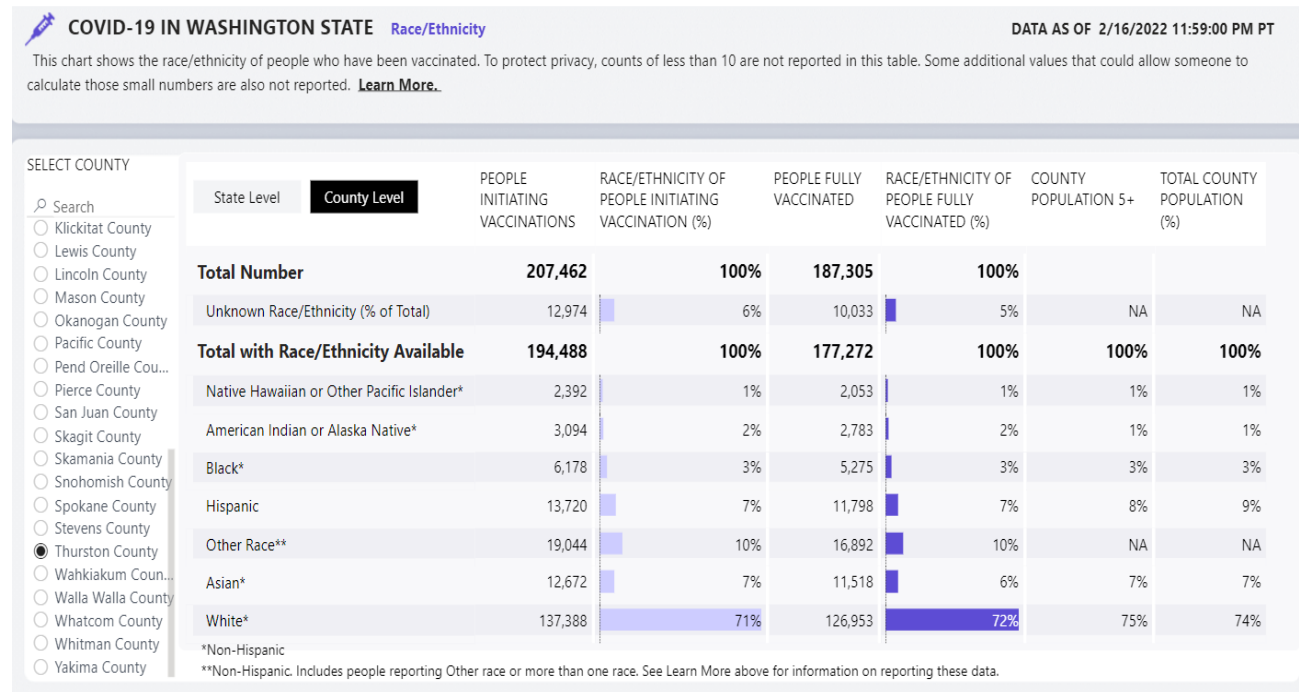 COVID-19 IN WASHINGTON STATE Race/Ethnicity DATA AS OF 2/16/2022 11:59:00 PM PT
This chart shows the race/ethnicity of people who have been vaccinated. To protect privacy, counts of less than 10 are not reported in this table. Some additional values that could allow someone to
calculate those small numbers are also not reported. Learn More.
SELECT COUNTY
Search
Klickitat County
Lewis County
Lincoln County
Mason County
Okanogan County
Pacific County
Pend Oreille Cou...
Pierce County
San Juan County
Skagit County
Skamania County
Snohomish County
Spokane County
Stevens County
Thurston County
Wahkiakum Coun...
Walla Walla County
Whatcom County
Whitman County
Yakima County
State Level County Level
PEOPLE
INITIATING
VACCINATIONS
RACE/ETHNICITY OF
PEOPLE INITIATING
VACCINATION (%)
PEOPLE FULLY
VACCINATED
RACE/ETHNICITY OF
PEOPLE FULLY
VACCINATED (%)
COUNTY
POPULATION 5+
TOTAL COUNTY
POPULATION
(%)
Total Number 207,462 100% 187,305 100%
Unknown Race/Ethnicity (% of Total) 12,974 6% 10,033 5% NA NA
Total with Race/Ethnicity Available 194,488 100% 177,272 100% 100% 100%
Native Hawaiian or Other Pacific Islander* 2,392 1% 2,053 1% 1% 1%
American Indian or Alaska Native* 3,094 2% 2,783 2% 1% 1%
Black* 6,178 3% 5,275 3% 3% 3%
Hispanic 13,720 7% 11,798 7% 8% 9%
Other Race** 19,044 10% 16,892 10% NA NA
Asian* 12,672 7% 11,518 6% 7% 7%
White* 137,388 71% 126,953 72% 75% 74%
*Non-Hispanic
**Non-Hispanic. Includes people reporting Other race or more than one race. See Learn More above for information on reporting these data.